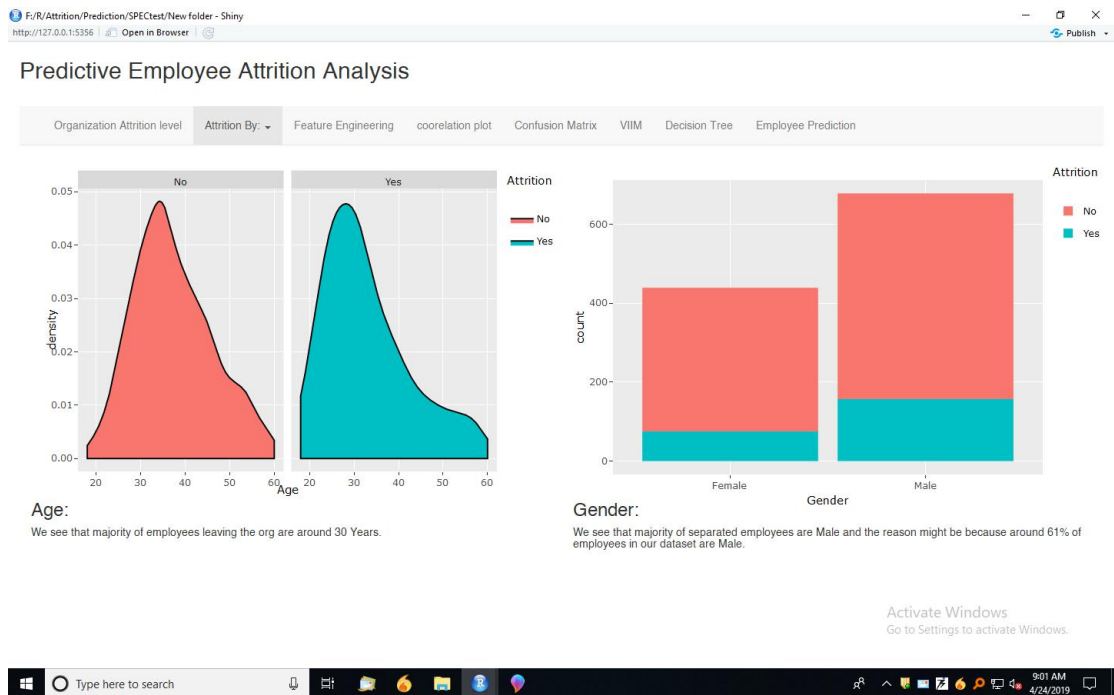 F:/R/Attrition/Prediction/SPECtest/New folder - Shiny
http://127.0.0.1:5356 Open in Browser Publish
Predictive Employee Attrition Analysis
Organization Attrition level Attrition By: Feature Engineering coorelation plot Confusion Matrix VIIM Decision Tree Employee Prediction
No Yes
Attrition
No
Yes
density
0.05
0.04
0.03
0.02
0.01
0.00
20 30 40 50 60 20 30 40 50 60
Age
Attrition
No
Yes
count
600
400
200
0
Female Male
Gender
Age:
We see that majority of employees leaving the org are around 30 Years.
Gender:
We see that majority of separated employees are Male and the reason might be because around 61% of
employees in our dataset are Male.
Activate Windows
Go to Settings to activate Windows.
Type here to search
9:01 AM
4/24/2019